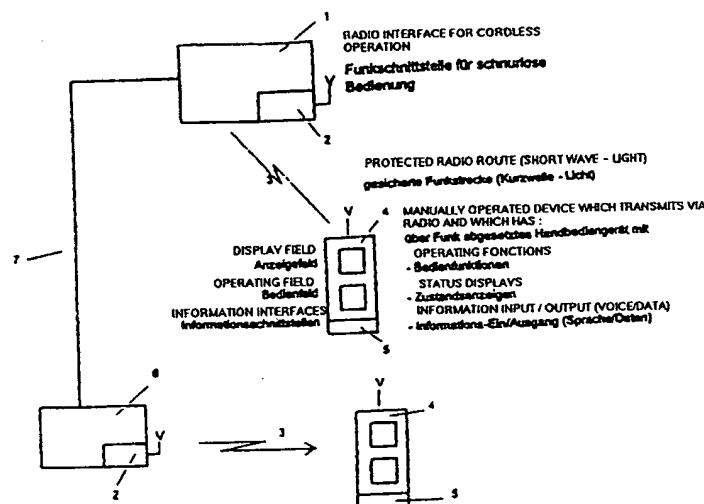 1
RADIO INTERFACE FOR CORDLESS
OPERATION
Funkschnittstelle für schnurlose
Bedienung
2
PROTECTED RADIO ROUTE (SHORT WAVE - LIGHT)
gesicherte Funkstrecke (Kurzwelle - Licht)
3
4
MANUALLY OPERATED DEVICE WHICH TRANSMITS VIA
RADIO AND WHICH HAS :
über Funk abgesetztes Handbediengerät mit
DISPLAY FIELD
Anzeigefeld
OPERATING FONCTIONS
- Bedienfunktionen
OPERATING FIELD
Bedienfeld
STATUS DISPLAYS
- Zustandsanzeigen
INFORMATION INTERFACES
Informationsschnittstellen
INFORMATION INPUT / OUTPUT (VOICE/DATA)
- Informations-Ein/Ausgang (Sprache/Daten)
5
7
6
2
3
4
5